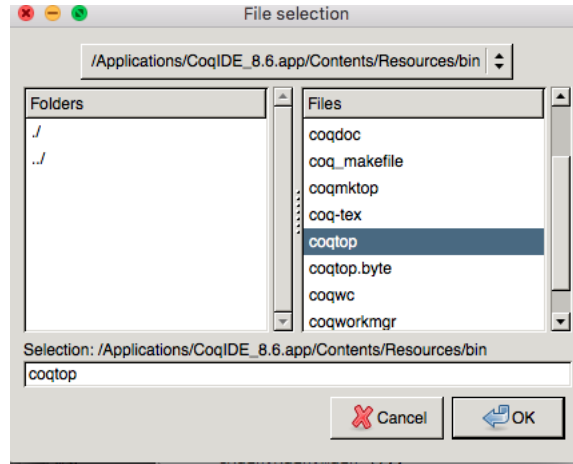 File selection
/Applications/CoqIDE_8.6.app/Contents/Resources/bin
Folders
./
../
Files
coqdoc
coq_makefile
coqmktop
coq-tex
coqtop
coqtop.byte
coqwc
coqworkmgr
Selection: /Applications/CoqIDE_8.6.app/Contents/Resources/bin
coqtop
Cancel
OK